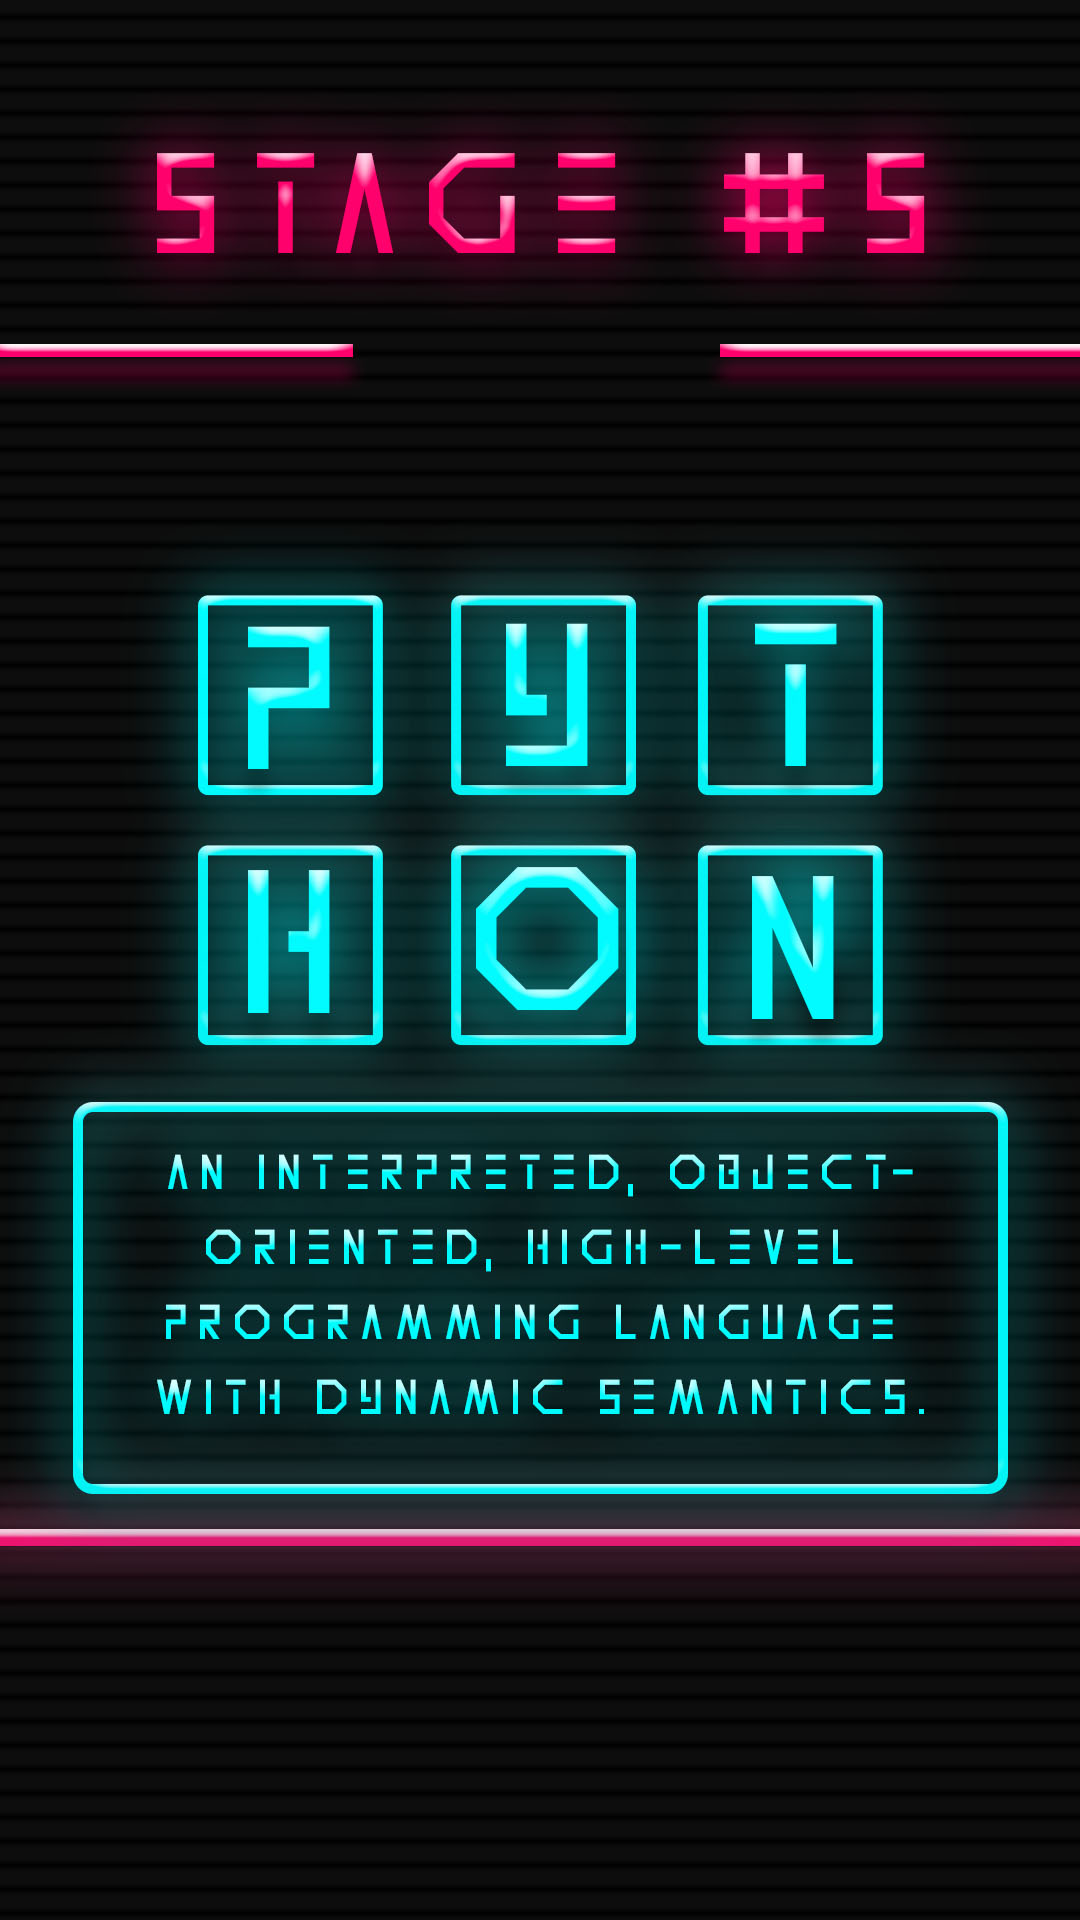 STAGE #5
PYT
HON
AN INTERPRETED, OBJECT-
ORIENTED, HIGH-LEVEL
PROGRAMMING LANGUAGE
WITH DYNAMIC SEMANTICS.